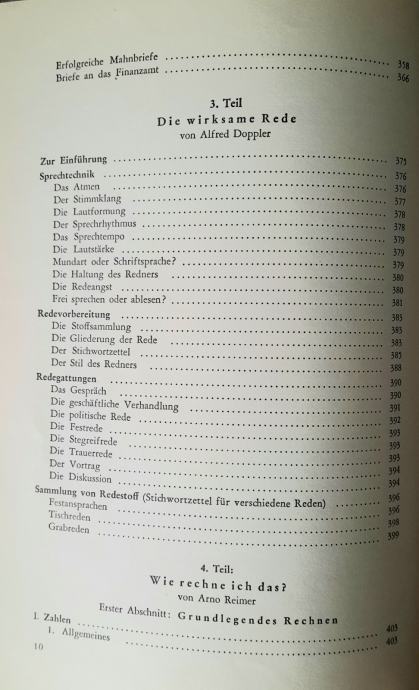 Erfolgreiche Mahnbriefe 358
Briefe an das Finanzamt 366
3. Teil
Die wirksame Rede
von Alfred Doppler
Zur Einführung 375
Sprechtechnik 376
Das Atmen 376
Der Stimmklang 377
Die Lautformung 378
Der Sprechrhythmus 378
Das Sprechtempo 379
Die Lautstärke 379
Mundart oder Schriftsprache? 379
Die Haltung des Redners 380
Die Redeangst 380
Frei sprechen oder ablesen? 381
Redevorbereitung 383
Die Stoffsammlung 383
Die Gliederung der Rede 383
Der Stichwortzettel 385
Der Stil des Redners 388
Redegattungen 390
Das Gespräch 390
Die geschäftliche Verhandlung 391
Die politische Rede 392
Die Festrede 393
Die Stegreifrede 393
Die Trauerrede 393
Der Vortrag 394
Die Diskussion 394
Sammlung von Redestoff (Stichwortzettel für verschiedene Reden) 396
Festansprachen 396
Tischreden 398
Grabreden 399
4. Teil:
Wie rechne ich das?
von Arno Reimer
Erster Abschnitt: Grundlegendes Rechnen
I. Zahlen 403
1. Allgemeines 403
10